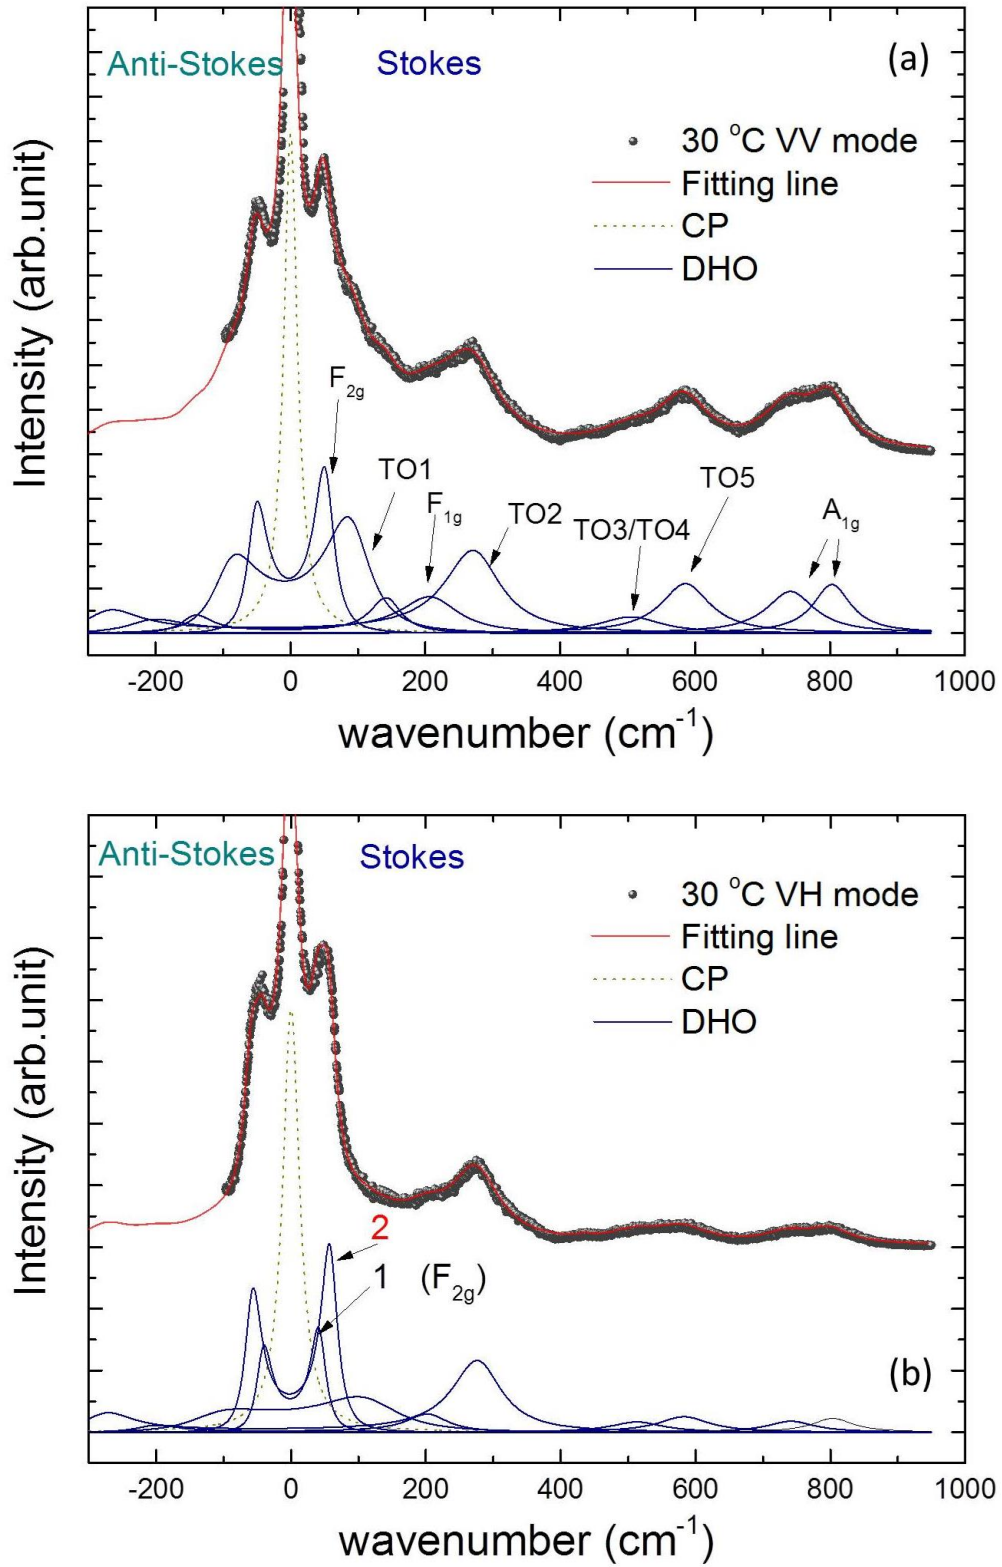 Anti-Stokes Stokes (a)
30 °C VV mode
Fitting line
CP
DHO
F2g
TO1
F1g
TO2
TO3/TO4
TO5
A1g
Intensity (arb.unit)
-200 0 200 400 600 800 1000
wavenumber (cm-1)
Anti-Stokes Stokes
30 °C VH mode
Fitting line
CP
DHO
2
1 (F2g)
(b)
Intensity (arb.unit)
-200 0 200 400 600 800 1000
wavenumber (cm-1)